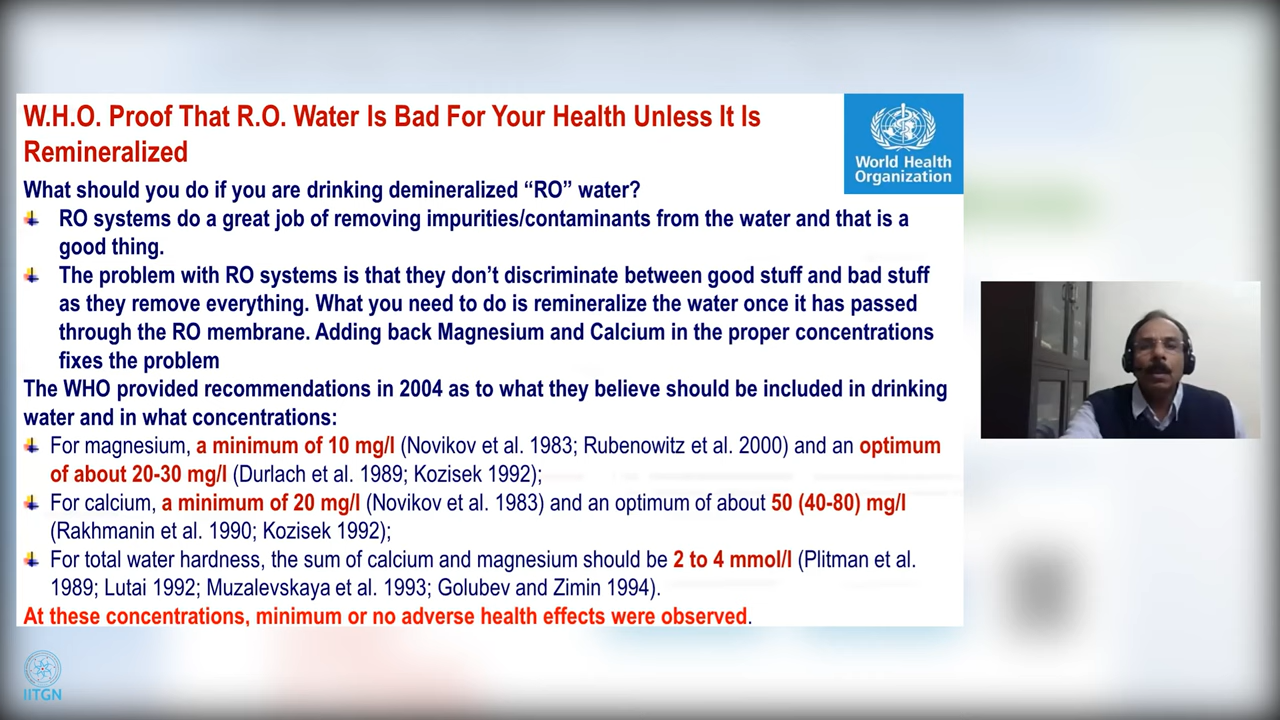 W.H.O. Proof That R.O. Water Is Bad For Your Health Unless It Is
Remineralized
World Health
Organization
What should you do if you are drinking demineralized “RO” water?
RO systems do a great job of removing impurities/contaminants from the water and that is a
good thing.
The problem with RO systems is that they don’t discriminate between good stuff and bad stuff
as they remove everything. What you need to do is remineralize the water once it has passed
through the RO membrane. Adding back Magnesium and Calcium in the proper concentrations
fixes the problem
The WHO provided recommendations in 2004 as to what they believe should be included in drinking
water and in what concentrations:
For magnesium, a minimum of 10 mg/l (Novikov et al. 1983; Rubenowitz et al. 2000) and an optimum
of about 20-30 mg/l (Durlach et al. 1989; Kozisek 1992);
For calcium, a minimum of 20 mg/l (Novikov et al. 1983) and an optimum of about 50 (40-80) mg/l
(Rakhmanin et al. 1990; Kozisek 1992);
For total water hardness, the sum of calcium and magnesium should be 2 to 4 mmol/l (Plitman et al.
1989; Lutai 1992; Muzalevskaya et al. 1993; Golubev and Zimin 1994).
At these concentrations, minimum or no adverse health effects were observed.
IITGN